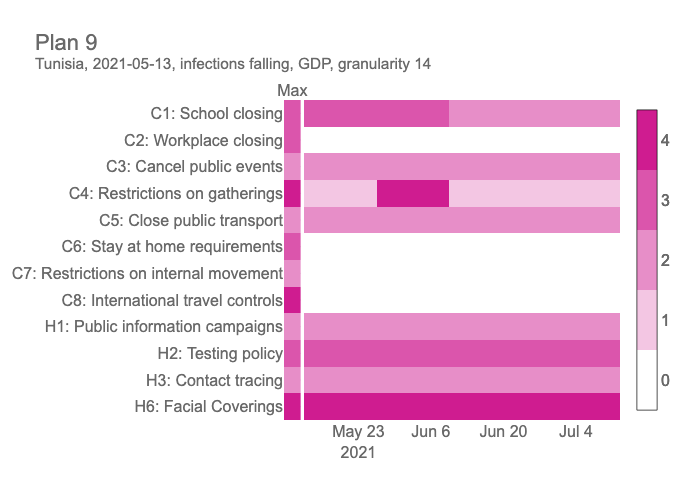 Plan 9
Tunisia, 2021-05-13, infections falling, GDP, granularity 14
Max
C1: School closing
C2: Workplace closing
C3: Cancel public events
C4: Restrictions on gatherings
C5: Close public transport
C6: Stay at home requirements
C7: Restrictions on internal movement
C8: International travel controls
H1: Public information campaigns
H2: Testing policy
H3: Contact tracing
H6: Facial Coverings
May 23 Jun 6 Jun 20 Jul 4
2021
4
3
2
1
0